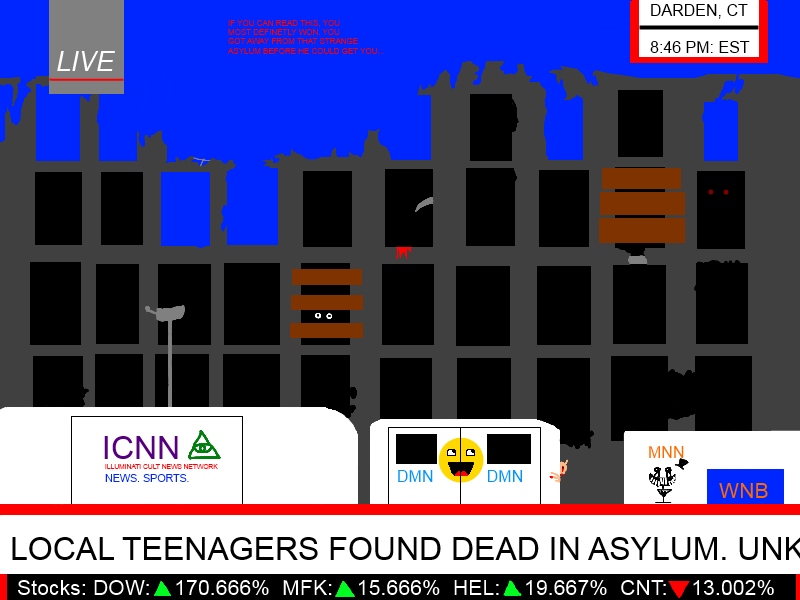 LIVE
IF YOU CAN READ THIS, YOU
MOST DEFINETLY WON. YOU
GOT AWAY FROM THAT STRANGE
ASYLUM BEFORE HE COULD GET YOU
DARDEN, CT
8:46 PM: EST
ICNN
ILLUMINATI CULT NEWS NETWORK
NEWS. SPORTS.
DMN
DMN
MNN
WNB
LOCAL TEENAGERS FOUND DEAD IN ASYLUM. UNK
Stocks: DOW: 170.666% MFK: 15.666% HEL: 19.667% CNT: 13.002%